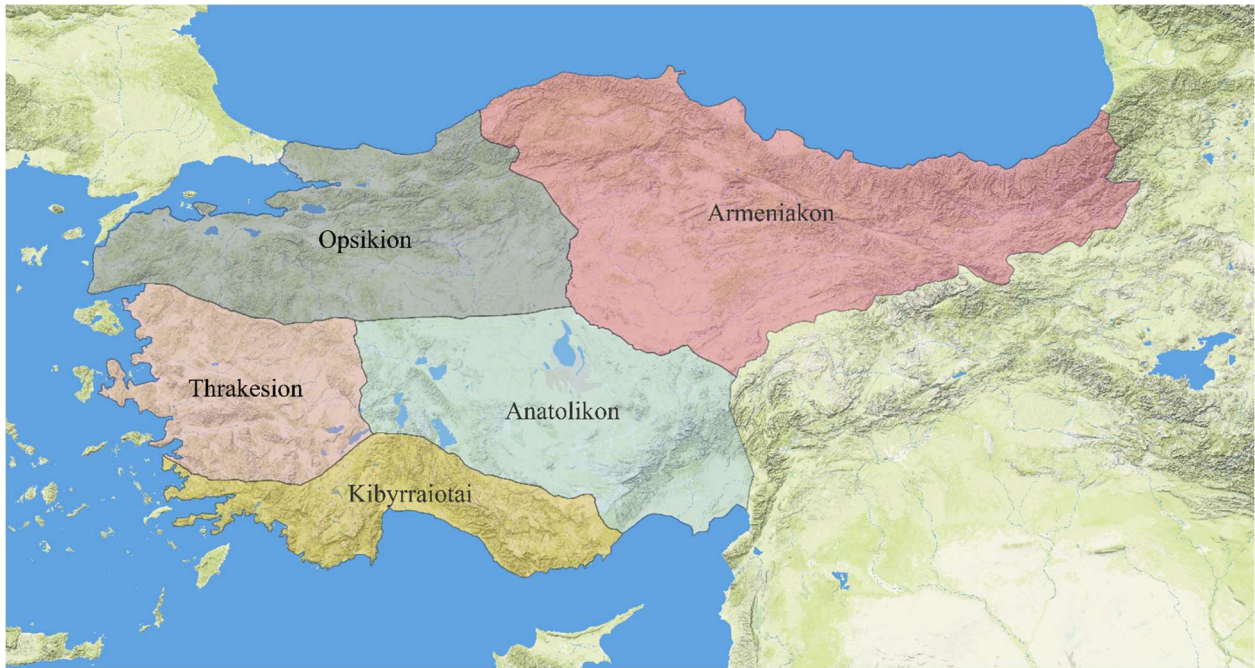 Armeniakon
Opsikion
Thrakesion
Anatolikon
Kibyrraiotai